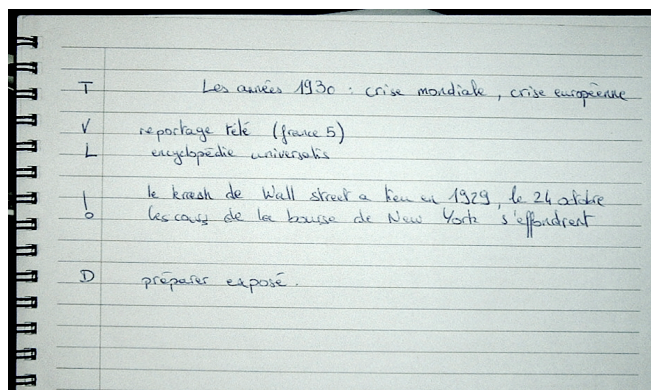 T Les années 1930 : crise mondiale, crise européenne
V reportage télé (france 5)
L encyclopédie universalis
! le krash de Wall street a lieu en 1929, le 24 octobre
les cours de la bourse de New York s'effondrent
D préparer exposé.